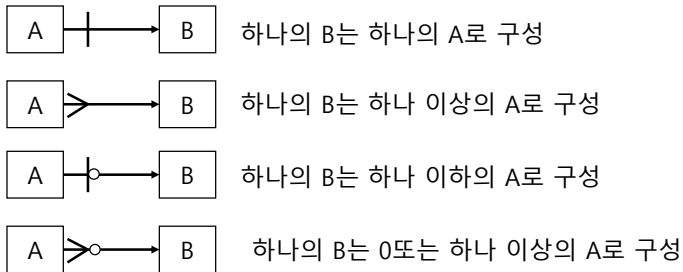 A B 하나의 B는 하나의 A로 구성
A B 하나의 B는 하나 이상의 A로 구성
A B 하나의 B는 하나 이하의 A로 구성
A B 하나의 B는 0또는 하나 이상의 A로 구성